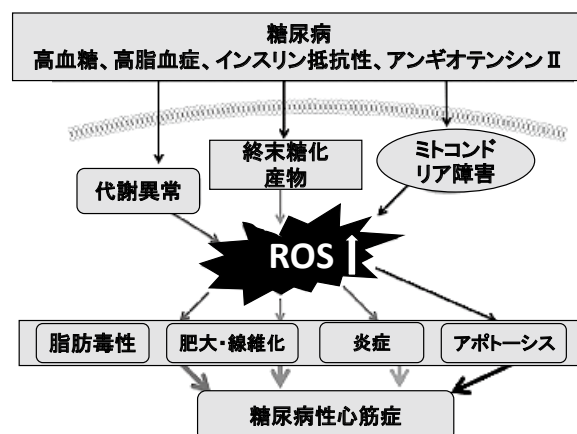 糖尿病
高血糖、高脂血症、インスリン抵抗性、アンギオテンシンⅡ
代謝異常
終末糖化
産物
ミトコンド
リア障害
ROS
脂肪毒性
肥大・線維化
炎症
アポトーシス
糖尿病性心筋症